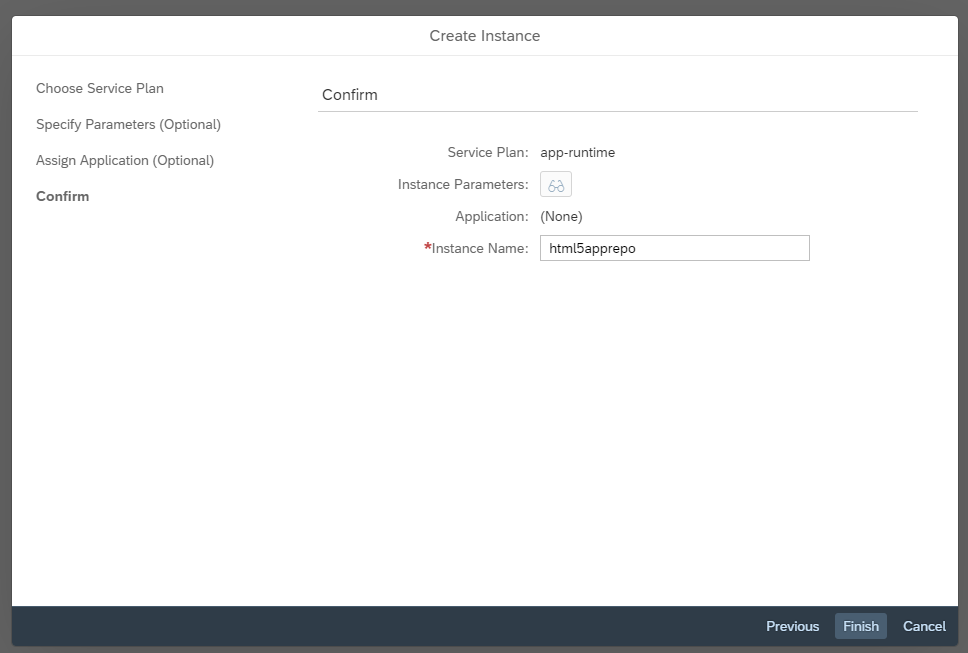 Create Instance
Choose Service Plan
Specify Parameters (Optional)
Assign Application (Optional)
Confirm
Confirm
Service Plan: app-runtime
Instance Parameters:
Application: (None)
*Instance Name: html5apprepo
Previous Finish Cancel